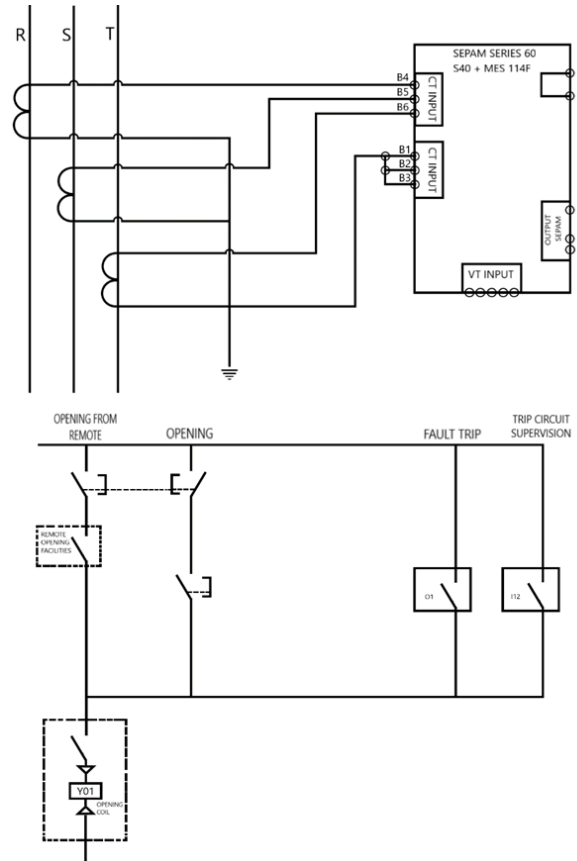 R
S
T
SEPAM SERIES 60
S40 + MES 114F
B4
B5
B6
CT INPUT
B1
B2
B3
CT INPUT
OUTPUT
SEPAM
VT INPUT
OPENING FROM
REMOTE
OPENING
FAULT TRIP
TRIP CIRCUIT
SUPERVISION
REMOTE
OPENING
FACILITIES
O1
I12
Y01
OPENING
COIL